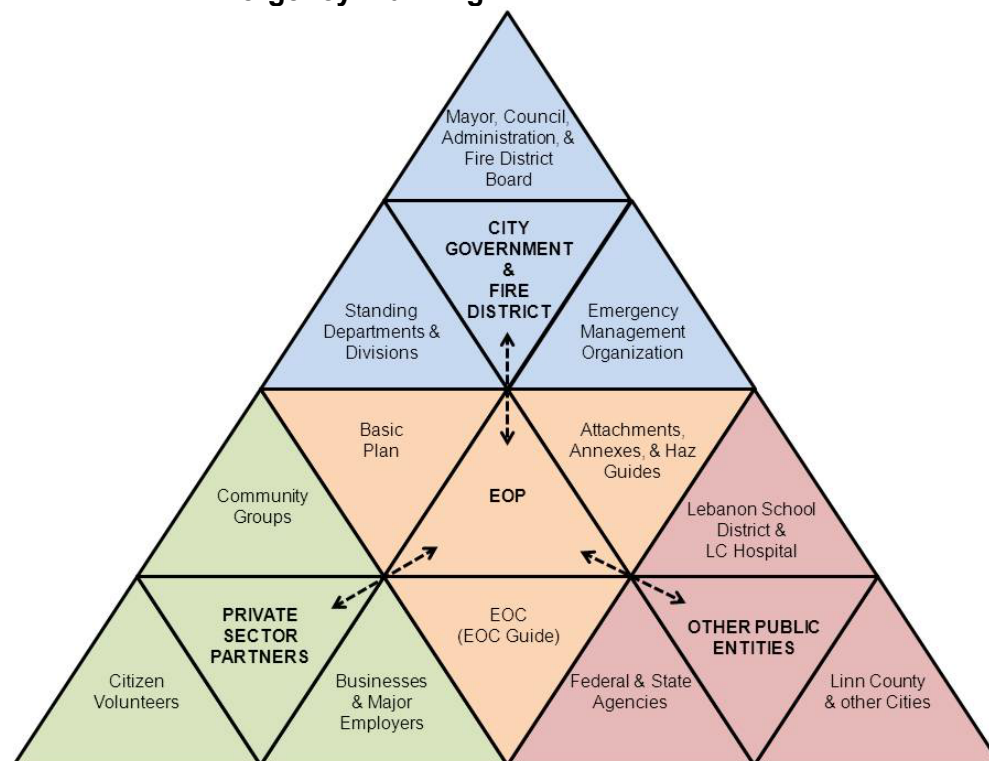 Mayor, Council,
Administration, &
Fire District
Board
CITY
GOVERNMENT
&
FIRE
DISTRICT
Standing
Departments &
Divisions
Emergency
Management
Organization
Basic
Plan
Attachments,
Annexes, & Haz
Guides
EOP
Community
Groups
Lebanon School
District &
LC Hospital
PRIVATE
SECTOR
PARTNERS
EOC
(EOC Guide)
OTHER PUBLIC
ENTITIES
Citizen
Volunteers
Businesses
& Major
Employers
Federal & State
Agencies
Linn County
& other Cities